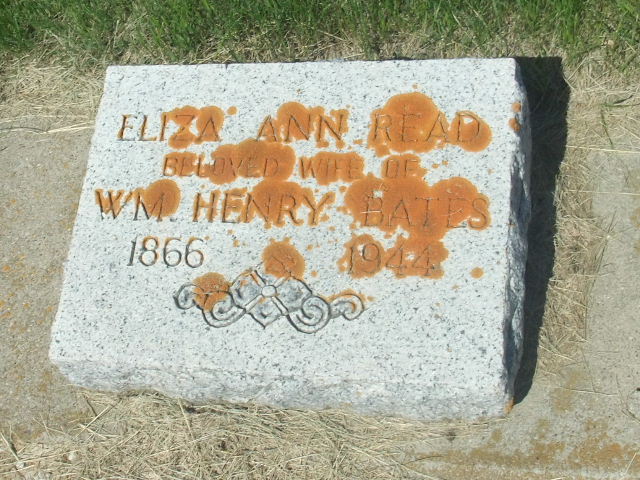 ELIZA ANN READ
BELOVED WIFE OF
WM. HENRY BATES
1866 1944